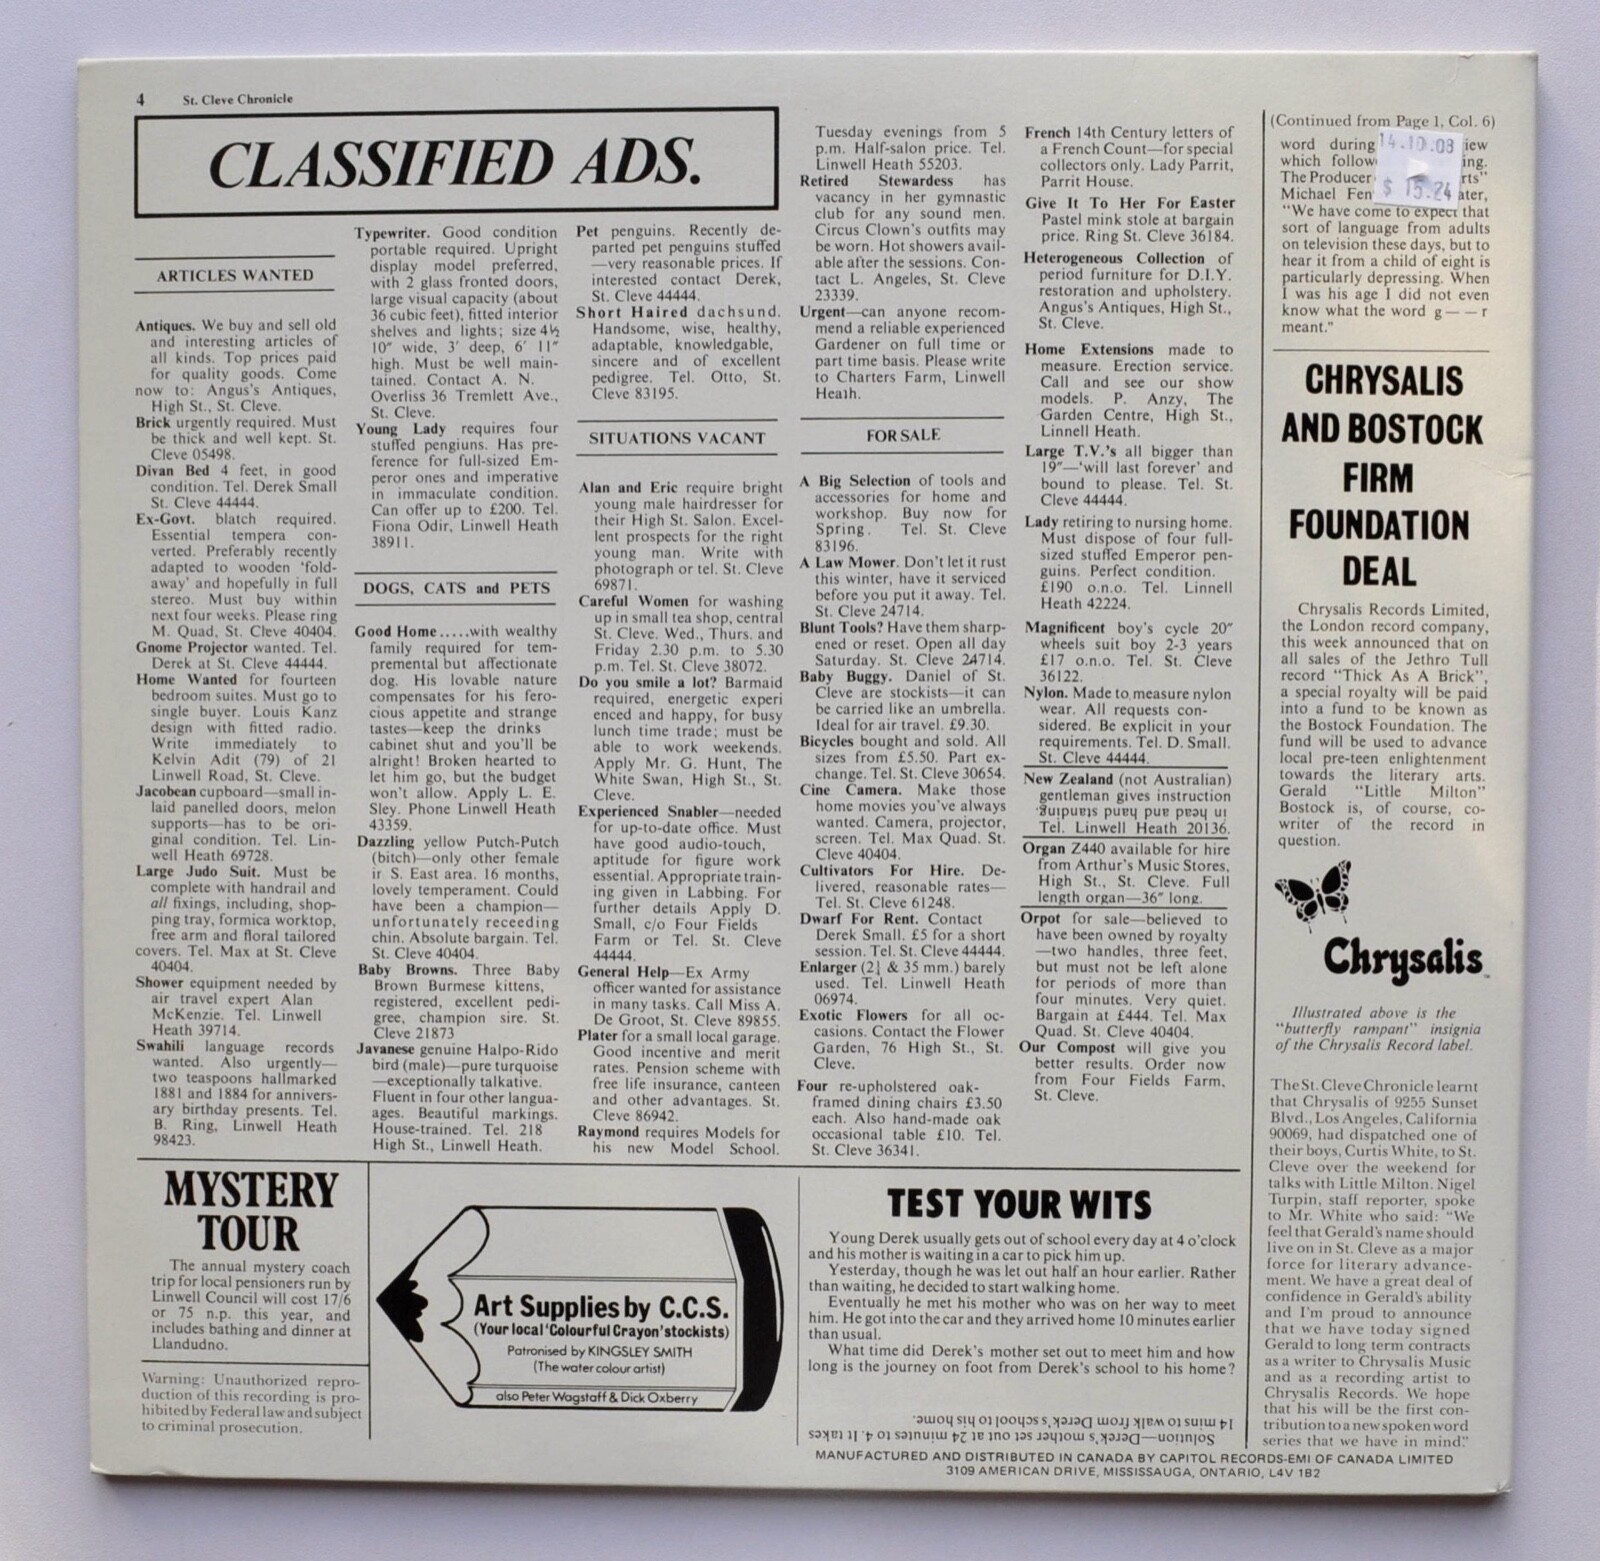 4 St. Cleve Chronicle
CLASSIFIED ADS.
ARTICLES WANTED
Antiques. We buy and sell old
and interesting articles of
all kinds. Top prices paid
for quality goods. Come
now to: Angus's Antiques,
High St., St. Cleve.
Brick urgently required. Must
be thick and well kept. St.
Cleve 05498.
Divan Bed 4 feet, in good
condition. Tel. Derek Small
St. Cleve 44444.
Ex-Govt. blatch required.
Essential tempera con-
verted. Preferably recently
adapted to wooden 'fold-
away' and hopefully in full
stereo. Must buy within
next four weeks. Please ring
M. Quad, St. Cleve 40404.
Gnome Projector wanted. Tel.
Derek at St. Cleve 44444.
Home Wanted for fourteen
bedroom suites. Must go to
single buyer. Louis Kanz
design with fitted radio.
Write immediately to
Kelvin Adit (79) of 21
Linwell Road, St. Cleve.
Jacobean cupboard—small in-
laid panelled doors, melon
supports—has to be ori-
ginal condition. Tel. Lin-
well Heath 69728.
Large Judo Suit. Must be
complete with handrail and
all fixings, including, shop-
ping tray, formica worktop,
free arm and floral tailored
covers. Tel. Max at St. Cleve
40404.
Shower equipment needed by
air travel expert Alan
McKenzie. Tel. Linwell
Heath 39714.
Swahili language records
wanted. Also urgently—
two teaspoons hallmarked
1881 and 1884 for annivers-
ary birthday presents. Tel.
B. Ring, Linwell Heath
98423.
Typewriter. Good condition
portable required. Upright
display model preferred,
with 2 glass fronted doors,
large visual capacity (about
36 cubic feet), fitted interior
shelves and lights; size 4½
10″ wide, 3′ deep, 6′ 11″
high. Must be well main-
tained. Contact A. N.
Overliss 36 Tremlett Ave.,
St. Cleve.
Young Lady requires four
stuffed pengiuns. Has pre-
ference for full-sized Em-
peror ones and imperative
in immaculate condition.
Can offer up to £200. Tel.
Fiona Odir, Linwell Heath
38911.
DOGS, CATS and PETS
Good Home.....with wealthy
family required for tem-
premental but affectionate
dog. His lovable nature
compensates for his fero-
cious appetite and strange
tastes—keep the drinks
cabinet shut and you'll be
alright! Broken hearted to
let him go, but the budget
won't allow. Apply L. E.
Sley. Phone Linwell Heath
43359.
Dazzling yellow Putch-Putch
(bitch)—only other female
ir S. East area. 16 months,
lovely temperament. Could
have been a champion—
unfortunately receeding
chin. Absolute bargain. Tel.
St. Cleve 40404.
Baby Browns. Three Baby
Brown Burmese kittens,
registered, excellent pedi-
gree, champion sire. St.
Cleve 21873
Javanese genuine Halpo-Rido
bird (male)—pure turquoise
—exceptionally talkative.
Fluent in four other langua-
ages. Beautiful markings.
House-trained. Tel. 218
High St., Linwell Heath.
Pet penguins. Recently de-
parted pet penguins stuffed
—very reasonable prices. If
interested contact Derek,
St. Cleve 44444.
Short Haired dachsund.
Handsome, wise, healthy,
adaptable, knowledgable,
sincere and of excellent
pedigree. Tel. Otto, St.
Cleve 83195.
SITUATIONS VACANT
Alan and Eric require bright
young male hairdresser for
their High St. Salon. Excel-
lent prospects for the right
young man. Write with
photograph or tel. St. Cleve
69871.
Careful Women for washing
up in small tea shop, central
St. Cleve. Wed., Thurs. and
Friday 2.30 p.m. to 5.30
p.m. Tel. St. Cleve 38072.
Do you smile a lot? Barmaid
required, energetic experi
enced and happy, for busy
lunch time trade; must be
able to work weekends.
Apply Mr. G. Hunt, The
White Swan, High St., St.
Cleve.
Experienced Snabler—needed
for up-to-date office. Must
have good audio-touch,
aptitude for figure work
essential. Appropriate train-
ing given in Labbing. For
further details Apply D.
Small, c/o Four Fields
Farm or Tel. St. Cleve
44444.
General Help—Ex Army
officer wanted for assistance
in many tasks. Call Miss A.
De Groot, St. Cleve 89855.
Plater for a small local garage.
Good incentive and merit
rates. Pension scheme with
free life insurance, canteen
and other advantages. St.
Cleve 86942.
Raymond requires Models for
his new Model School.
Tuesday evenings from 5
p.m. Half-salon price. Tel.
Linwell Heath 55203.
Retired Stewardess has
vacancy in her gymnastic
club for any sound men.
Circus Clown's outfits may
be worn. Hot showers avail-
able after the sessions. Con-
tact L. Angeles, St. Cleve
23339.
Urgent—can anyone recom-
mend a reliable experienced
Gardener on full time or
part time basis. Please write
to Charters Farm, Linwell
Heath.
FOR SALE
A Big Selection of tools and
accessories for home and
workshop. Buy now for
Spring. Tel. St. Cleve
83196.
A Law Mower. Don't let it rust
this winter, have it serviced
before you put it away. Tel.
St. Cleve 24714.
Blunt Tools? Have them sharp-
ened or reset. Open all day
Saturday. St. Cleve 24714.
Baby Buggy. Daniel of St.
Cleve are stockists—it can
be carried like an umbrella.
Ideal for air travel. £9.30.
Bicycles bought and sold. All
sizes from £5.50. Part ex-
change. Tel. St. Cleve 30654.
Cine Camera. Make those
home movies you've always
wanted. Camera, projector,
screen. Tel. Max Quad. St.
Cleve 40404.
Cultivators For Hire. De-
livered, reasonable rates—
Tel. St. Cleve 61248.
Dwarf For Rent. Contact
Derek Small. £5 for a short
session. Tel. St. Cleve 44444.
Enlarger (2¼ & 35 mm.) barely
used. Tel. Linwell Heath
06974.
Exotic Flowers for all oc-
casions. Contact the Flower
Garden, 76 High St., St.
Cleve.
Four re-upholstered oak-
framed dining chairs £3.50
each. Also hand-made oak
occasional table £10. Tel.
St. Cleve 36341.
French 14th Century letters of
a French Count—for special
collectors only. Lady Parrit,
Parrit House.
Give It To Her For Easter
Pastel mink stole at bargain
price. Ring St. Cleve 36184.
Heterogeneous Collection of
period furniture for D.I.Y.
restoration and upholstery.
Angus's Antiques, High St.,
St. Cleve.
Home Extensions made to
measure. Erection service.
Call and see our show
models. P. Anzy, The
Garden Centre, High St.,
Linnell Heath.
Large T.V.'s all bigger than
19″—'will last forever' and
bound to please. Tel. St.
Cleve 44444.
Lady retiring to nursing home.
Must dispose of four full-
sized stuffed Emperor pen-
guins. Perfect condition.
£190 o.n.o. Tel. Linnell
Heath 42224.
Magnificent boy's cycle 20″
wheels suit boy 2-3 years
£17 o.n.o. Tel. St. Cleve
36122.
Nylon. Made to measure nylon
wear. All requests con-
sidered. Be explicit in your
requirements. Tel. D. Small.
St. Cleve 44444.
New Zealand (not Australian)
gentleman gives instruction
in head and hand standing.
Tel. Linwell Heath 20136.
Organ Z440 available for hire
from Arthur's Music Stores,
High St., St. Cleve. Full
length organ—36″ long.
Orpot for sale—believed to
have been owned by royalty
—two handles, three feet,
but must not be left alone
for periods of more than
four minutes. Very quiet.
Bargain at £444. Tel. Max
Quad. St. Cleve 40404.
Our Compost will give you
better results. Order now
from Four Fields Farm,
St. Cleve.
(Continued from Page 1, Col. 6)
word during iew
which follow ing.
The Producer rts"
Michael Fen ater,
"We have come to expect that
sort of language from adults
on television these days, but to
hear it from a child of eight is
particularly depressing. When
I was his age I did not even
know what the word g——r
meant."
14.10.08
$ 15.24
CHRYSALIS
AND BOSTOCK
FIRM
FOUNDATION
DEAL
Chrysalis Records Limited,
the London record company,
this week announced that on
all sales of the Jethro Tull
record "Thick As A Brick",
a special royalty will be paid
into a fund to be known as
the Bostock Foundation. The
fund will be used to advance
local pre-teen enlightenment
towards the literary arts.
Gerald "Little Milton"
Bostock is, of course, co-
writer of the record in
question.
Chrysalis TM
Illustrated above is the
"butterfly rampant" insignia
of the Chrysalis Record label.
The St. Cleve Chronicle learnt
that Chrysalis of 9255 Sunset
Blvd., Los Angeles, California
90069, had dispatched one of
their boys, Curtis White, to St.
Cleve over the weekend for
talks with Little Milton. Nigel
Turpin, staff reporter, spoke
to Mr. White who said: "We
feel that Gerald's name should
live on in St. Cleve as a major
force for literary advance-
ment. We have a great deal of
confidence in Gerald's ability
and I'm proud to announce
that we have today signed
Gerald to long term contracts
as a writer to Chrysalis Music
and as a recording artist to
Chrysalis Records. We hope
that his will be the first con-
tribution to a new spoken word
series that we have in mind."
MYSTERY
TOUR
The annual mystery coach
trip for local pensioners run by
Linwell Council will cost 17/6
or 75 n.p. this year, and
includes bathing and dinner at
Llandudno.
Warning: Unauthorized repro-
duction of this recording is pro-
hibited by Federal law and subject
to criminal prosecution.
Art Supplies by C.C.S.
(Your local 'Colourful Crayon' stockists)
Patronised by KINGSLEY SMITH
(The water colour artist)
also Peter Wagstaff & Dick Oxberry
TEST YOUR WITS
Young Derek usually gets out of school every day at 4 o'clock
and his mother is waiting in a car to pick him up.
Yesterday, though he was let out half an hour earlier. Rather
than waiting, he decided to start walking home.
Eventually he met his mother who was on her way to meet
him. He got into the car and they arrived home 10 minutes earlier
than usual.
What time did Derek's mother set out to meet him and how
long is the journey on foot from Derek's school to his home?
Solution—Derek's mother set out at 24 minutes to 4. It takes
14 mins to walk from Derek's school to his home.
MANUFACTURED AND DISTRIBUTED IN CANADA BY CAPITOL RECORDS-EMI OF CANADA LIMITED
3109 AMERICAN DRIVE, MISSISSAUGA, ONTARIO, L4V 1B2